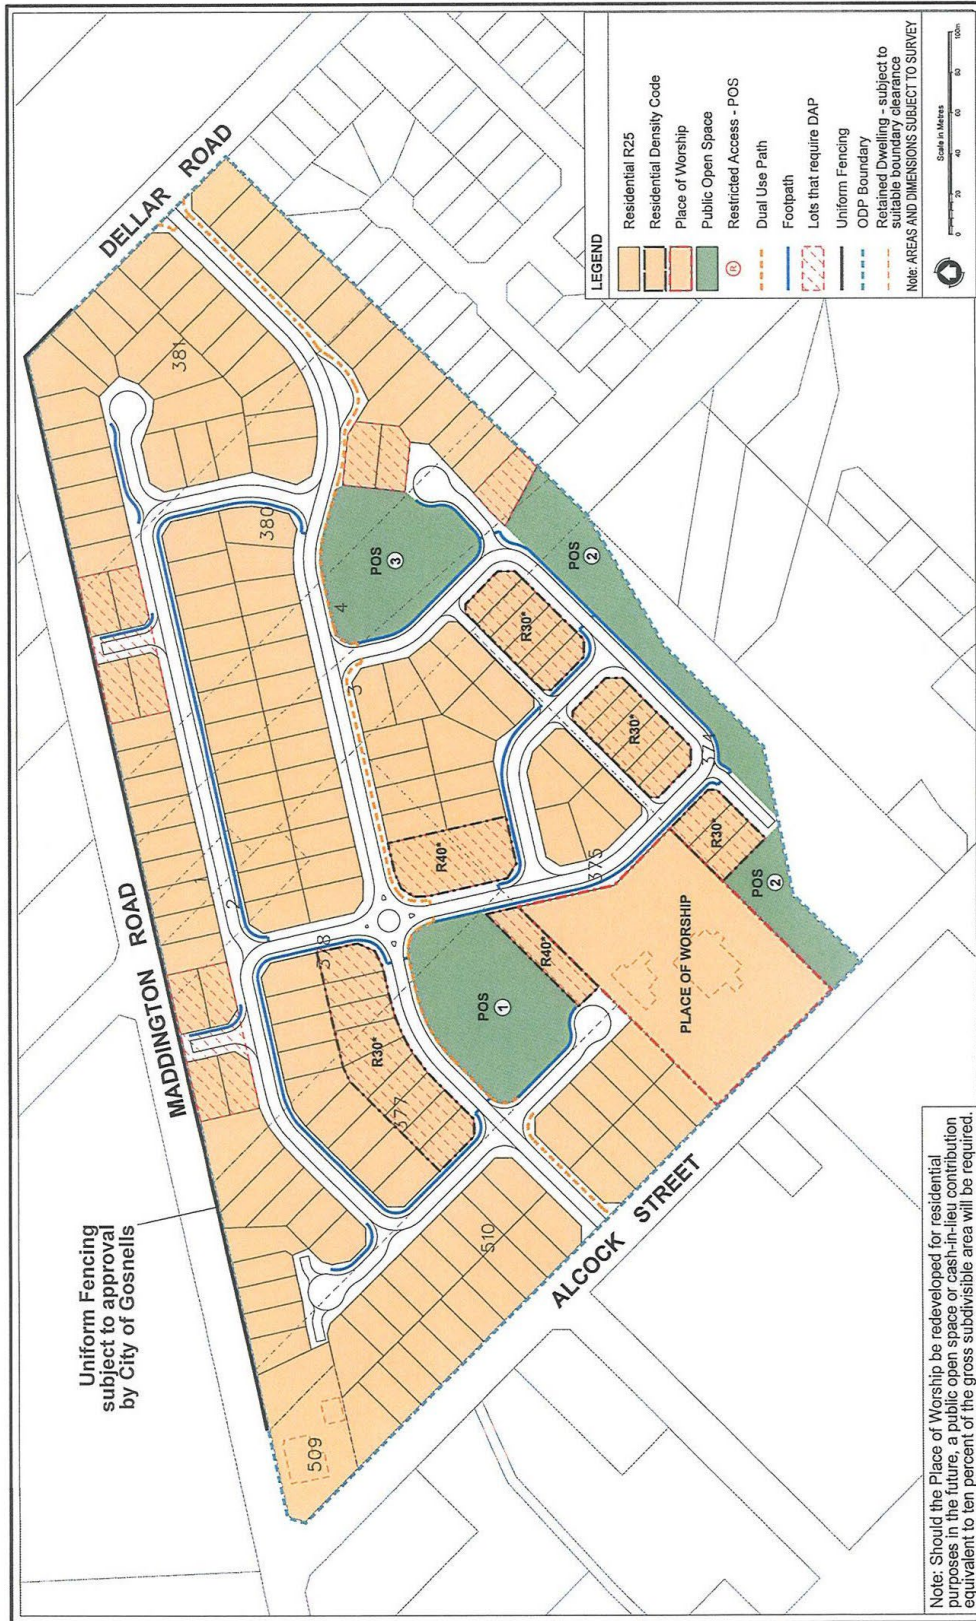 MADDINGTON ROAD
DELLAR ROAD
ALCOCK STREET
Uniform Fencing
subject to approval
by City of Gosnells
509
510
377
378
2
380
381
3
4
375
374
R30*
R40*
R40*
R30*
R30*
R30*
POS
1
POS
3
POS
2
POS
2
PLACE OF WORSHIP
LEGEND
Residential R25
Residential Density Code
Place of Worship
Public Open Space
R Restricted Access - POS
Dual Use Path
Footpath
Lots that require DAP
Uniform Fencing
ODP Boundary
Retained Dwelling - subject to
suitable boundary clearance
Note: AREAS AND DIMENSIONS SUBJECT TO SURVEY
Scale in Metres
0 20 40 60 80 100m
Note: Should the Place of Worship be redeveloped for residential
purposes in the future, a public open space or cash-in-lieu contribution
equivalent to ten percent of the gross subdivisible area will be required.